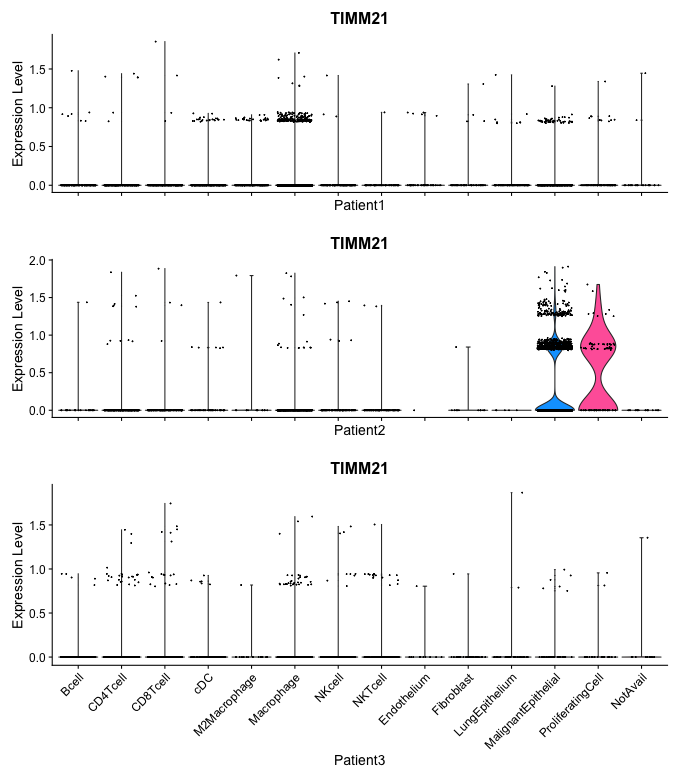 TIMM21
Expression Level
1.5
1.0
0.5
0.0
Patient1
TIMM21
Expression Level
2.0
1.5
1.0
0.5
0.0
Patient2
TIMM21
Expression Level
1.5
1.0
0.5
0.0
Bcell
CD4Tcell
CD8Tcell
cDC
M2Macrophage
Macrophage
NKcell
NKTcell
Endothelium
Fibroblast
LungEpithelium
MalignantEpithelial
ProliferatingCell
NotAvail
Patient3